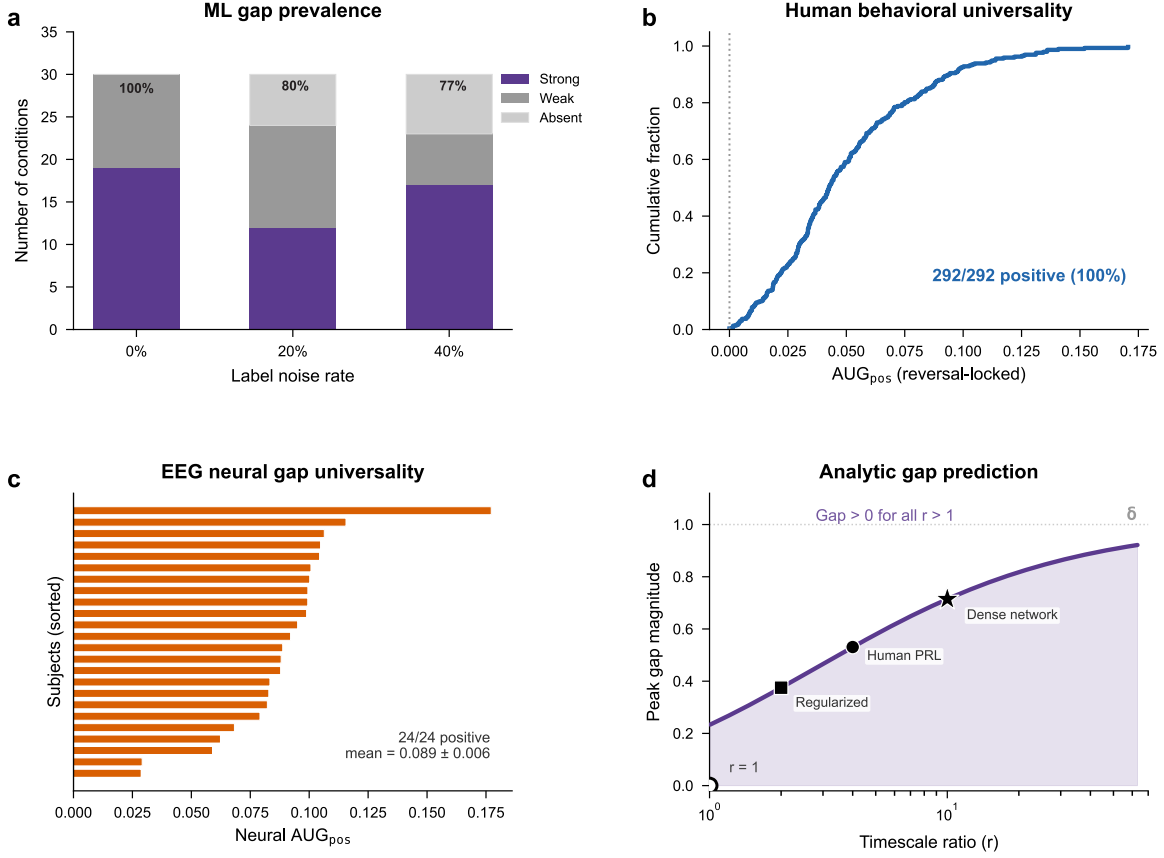 a
ML gap prevalence
Number of conditions
35
30
25
20
15
10
5
0
100%
80%
77%
Strong
Weak
Absent
0%
20%
40%
Label noise rate
b
Human behavioral universality
Cumulative fraction
1.0
0.8
0.6
0.4
0.2
0.0
292/292 positive (100%)
0.000
0.025
0.050
0.075
0.100
0.125
0.150
0.175
AUGpos (reversal-locked)
c
EEG neural gap universality
Subjects (sorted)
24/24 positive
mean = 0.089 ± 0.006
0.000
0.025
0.050
0.075
0.100
0.125
0.150
0.175
Neural AUGpos
d
Analytic gap prediction
Peak gap magnitude
1.0
0.8
0.6
0.4
0.2
0.0
Gap > 0 for all r > 1
δ
Dense network
Human PRL
Regularized
r = 1
10⁰
10¹
Timescale ratio (r)